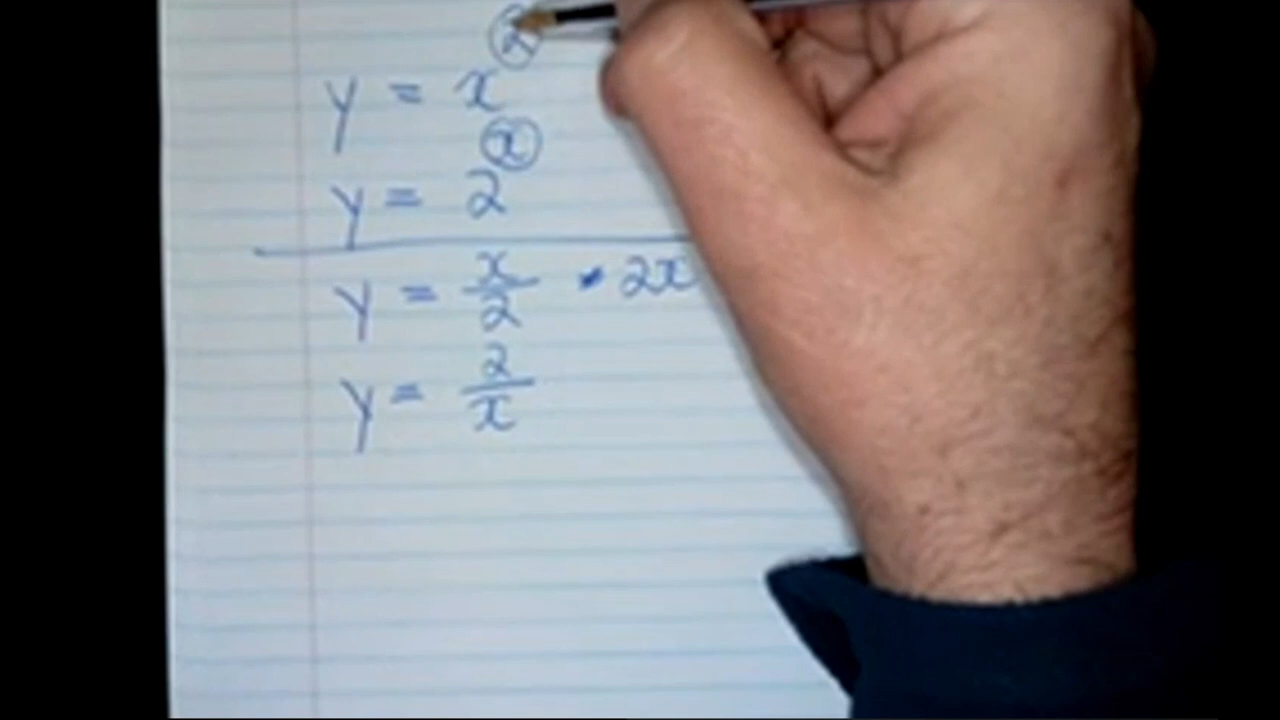 y = x²
y = 2ˣ
y = x/2 • 2x
y = 2/x